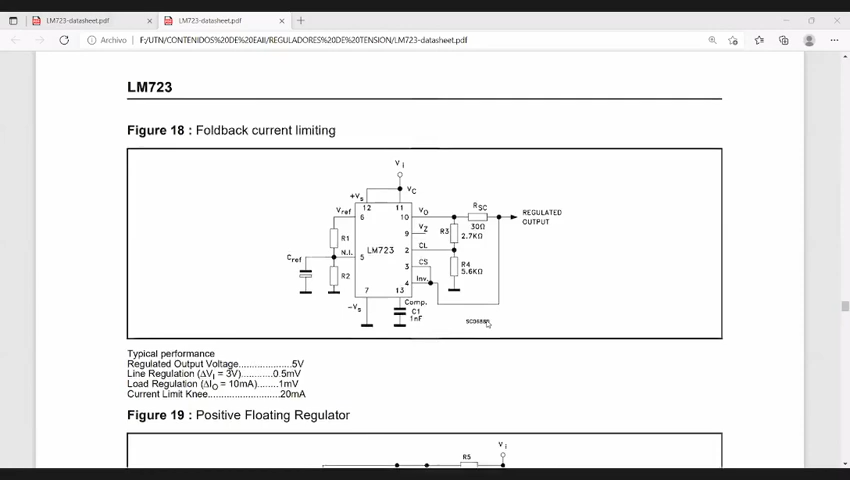 LM723-datasheet.pdf
LM723-datasheet.pdf
Archivo
F:/UTN/CONTENIDOS%20DE%20EAII/REGULADORES%20DE%20TENSION/LM723-datasheet.pdf
LM723
Figure 18 : Foldback current limiting
Vi
+Vs
VC
12
11
Vref
6
10
VO
RSC
REGULATED
OUTPUT
30Ω
R1
9
VZ
R3
2.7KΩ
N.I.
LM723
2
CL
Cref
5
3
CS
R4
5.6KΩ
R2
4
Inv.
7
13
-Vs
Comp.
C1
1nF
Typical performance
Regulated Output Voltage....................5V
Line Regulation (ΔVI = 3V)...........0.5mV
Load Regulation (ΔIO = 10mA)........1mV
Current Limit Knee..........................20mA
Figure 19 : Positive Floating Regulator
Vi
R5